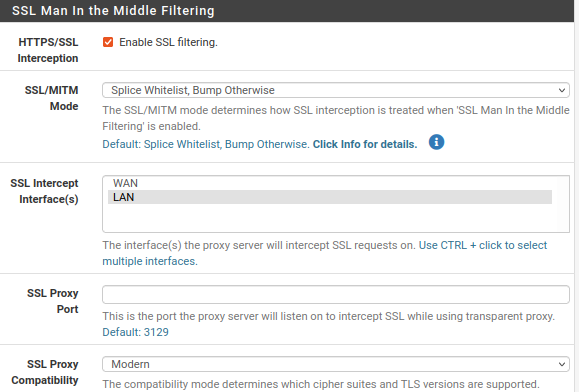 SSL Man In the Middle Filtering
HTTPS/SSL
Interception
Enable SSL filtering.
SSL/MITM
Mode
Splice Whitelist, Bump Otherwise
The SSL/MITM mode determines how SSL interception is treated when 'SSL Man In the Middle
Filtering' is enabled.
Default: Splice Whitelist, Bump Otherwise. Click Info for details.
SSL Intercept
Interface(s)
WAN
LAN
The interface(s) the proxy server will intercept SSL requests on. Use CTRL + click to select
multiple interfaces.
SSL Proxy
Port
This is the port the proxy server will listen on to intercept SSL while using transparent proxy.
Default: 3129
SSL Proxy
Compatibility
Modern
The compatibility mode determines which cipher suites and TLS versions are supported.